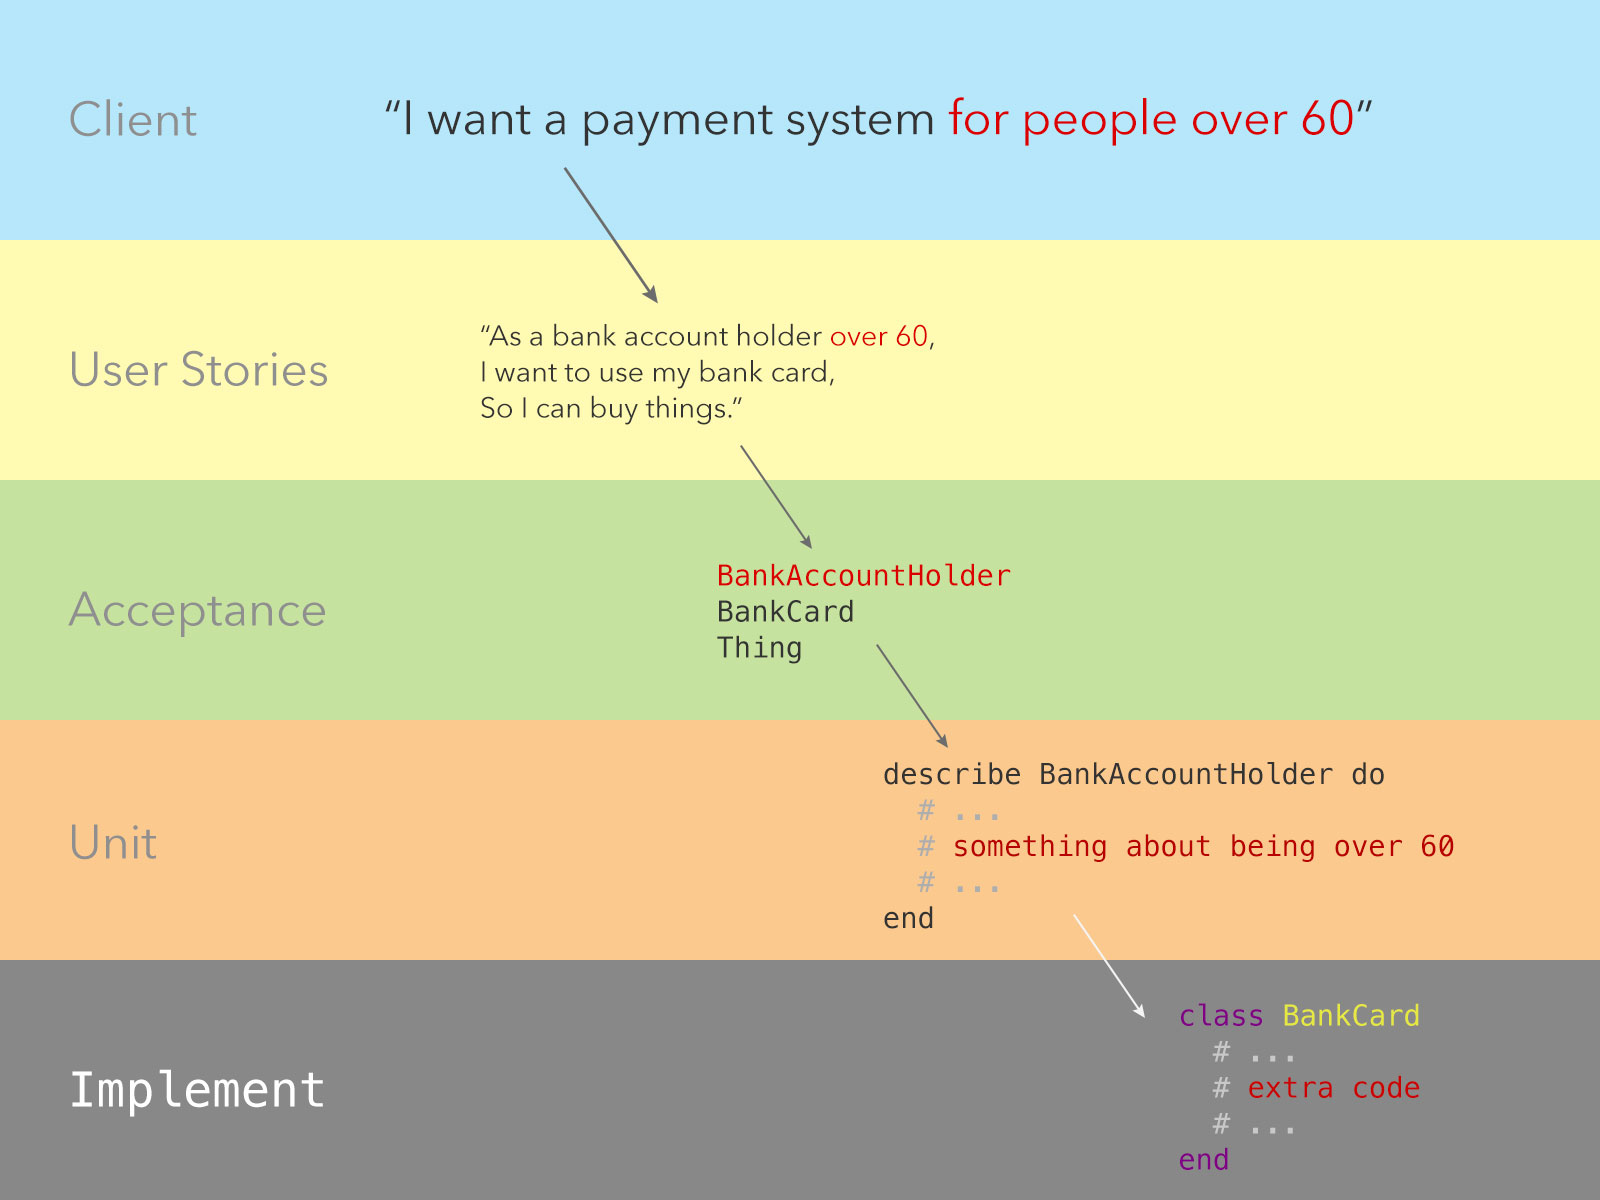 Client
“I want a payment system for people over 60”
User Stories
“As a bank account holder over 60,
I want to use my bank card,
So I can buy things.”
Acceptance
BankAccountHolder
BankCard
Thing
Unit
describe BankAccountHolder do
  # ...
  # something about being over 60
  # ...
end
Implement
class BankCard
  # ...
  # extra code
  # ...
end